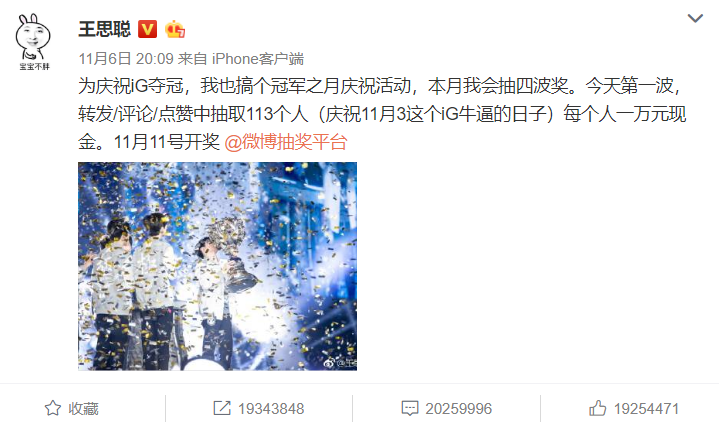 王思聪
宝宝不胖
11月6日 20:09 来自 iPhone客户端
为庆祝iG夺冠，我也搞个冠军之月庆祝活动，本月我会抽四波奖。今天第一波，
转发/评论/点赞中抽取113个人（庆祝11月3这个iG牛逼的日子）每个人一万元现
金。11月11号开奖 @微博抽奖平台
收藏
19343848
20259996
19254471